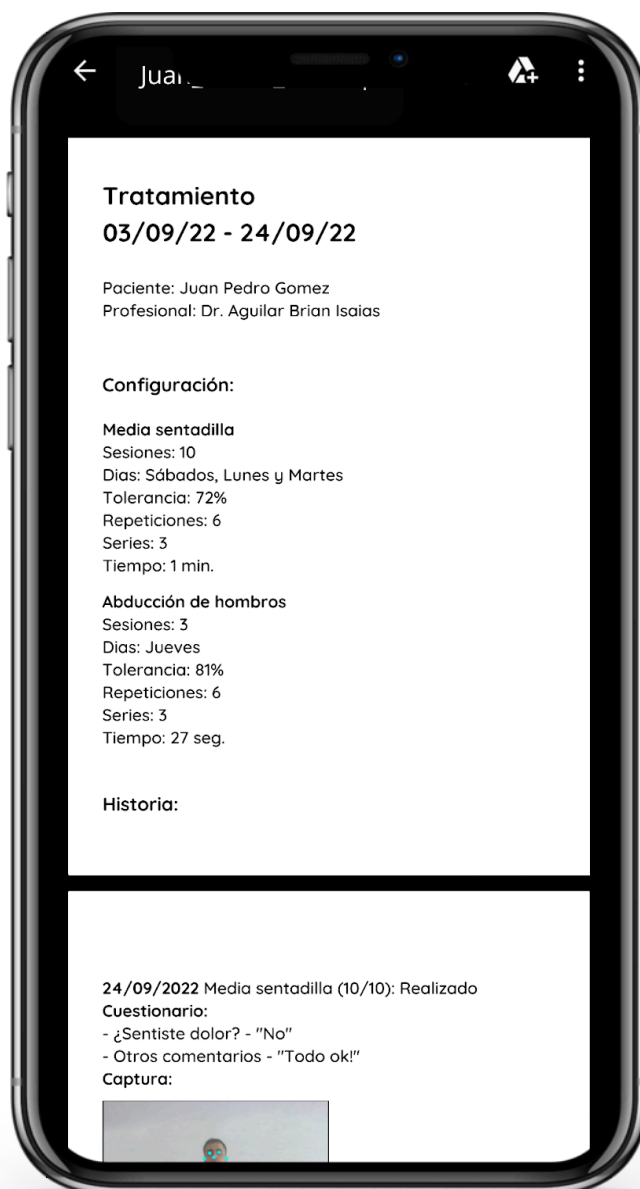 Juan_
Tratamiento
03/09/22 - 24/09/22
Paciente: Juan Pedro Gomez
Profesional: Dr. Aguilar Brian Isaias
Configuración:
Media sentadilla
Sesiones: 10
Dias: Sábados, Lunes y Martes
Tolerancia: 72%
Repeticiones: 6
Series: 3
Tiempo: 1 min.
Abducción de hombros
Sesiones: 3
Dias: Jueves
Tolerancia: 81%
Repeticiones: 6
Series: 3
Tiempo: 27 seg.
Historia:
24/09/2022 Media sentadilla (10/10): Realizado
Cuestionario:
- ¿Sentiste dolor? - "No"
- Otros comentarios - "Todo ok!"
Captura: